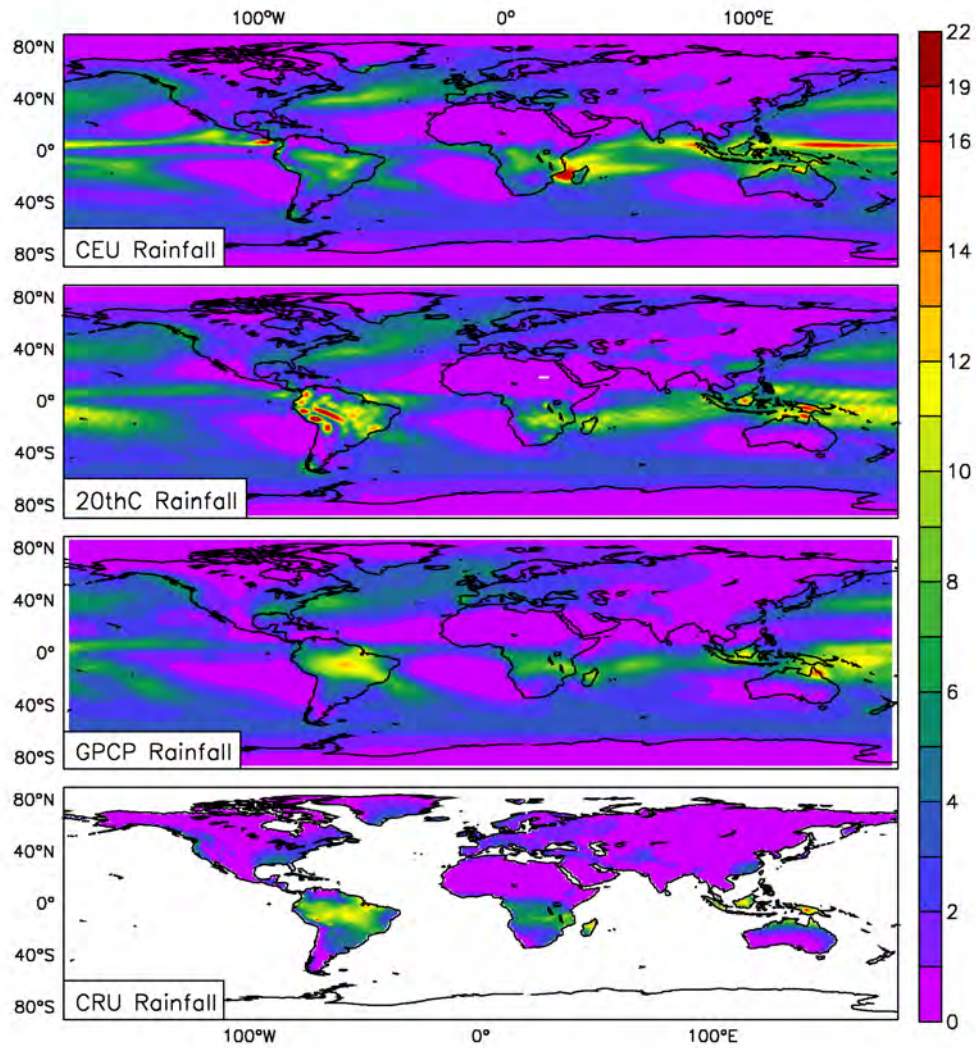 100°W 0° 100°E
80°N
40°N
0°
40°S
80°S
CEU Rainfall
80°N
40°N
0°
40°S
80°S
20thC Rainfall
80°N
40°N
0°
40°S
80°S
GPCP Rainfall
80°N
40°N
0°
40°S
80°S
CRU Rainfall
100°W 0° 100°E
22
19
16
14
12
10
8
6
4
2
0